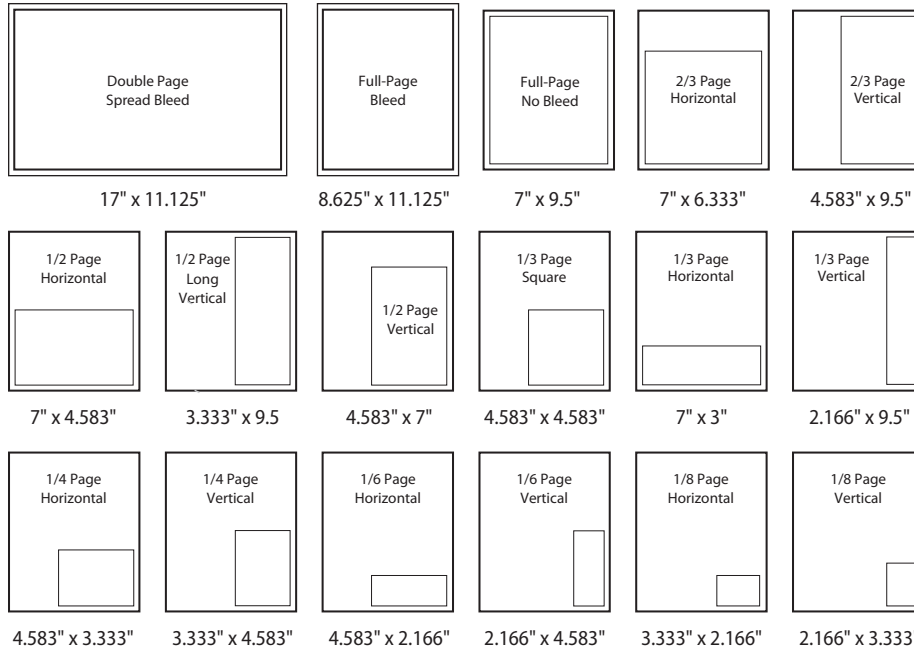 Double Page
Spread Bleed
Full-Page
Bleed
Full-Page
No Bleed
2/3 Page
Horizontal
2/3 Page
Vertical
17" x 11.125"
8.625" x 11.125"
7" x 9.5"
7" x 6.333"
4.583" x 9.5"
1/2 Page
Horizontal
1/2 Page
Long
Vertical
1/2 Page
Vertical
1/3 Page
Square
1/3 Page
Horizontal
1/3 Page
Vertical
7" x 4.583"
3.333" x 9.5
4.583" x 7"
4.583" x 4.583"
7" x 3"
2.166" x 9.5"
1/4 Page
Horizontal
1/4 Page
Vertical
1/6 Page
Horizontal
1/6 Page
Vertical
1/8 Page
Horizontal
1/8 Page
Vertical
4.583" x 3.333"
3.333" x 4.583"
4.583" x 2.166"
2.166" x 4.583"
3.333" x 2.166"
2.166" x 3.333"